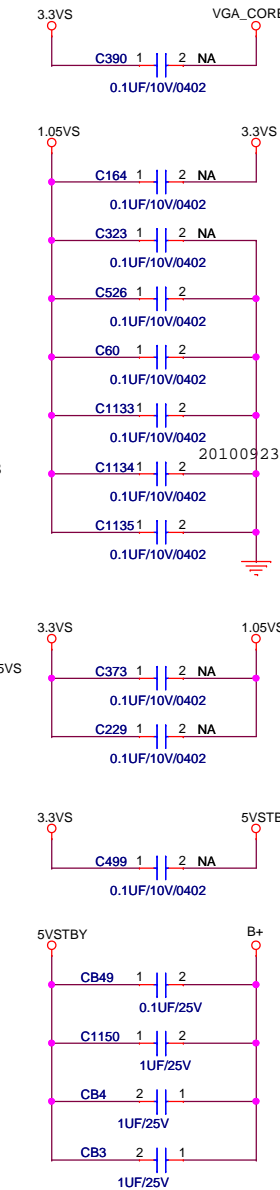 3.3VS VGA_CORE
C390 1 2 NA
0.1UF/10V/0402
1.05VS 3.3VS
C164 1 2 NA
0.1UF/10V/0402
C323 1 2 NA
0.1UF/10V/0402
C526 1 2
0.1UF/10V/0402
C60 1 2
0.1UF/10V/0402
C1133 1 2
0.1UF/10V/0402
20100923
C1134 1 2
0.1UF/10V/0402
C1135 1 2
0.1UF/10V/0402
3.3VS 1.05VS
5VS
C373 1 2 NA
0.1UF/10V/0402
C229 1 2 NA
0.1UF/10V/0402
3.3VS 5VSTB
C499 1 2 NA
0.1UF/10V/0402
5VSTBY B+
CB49 1 2
0.1UF/25V
C1150 1 2
1UF/25V
CB4 2 1
1UF/25V
CB3 2 1
1UF/25V